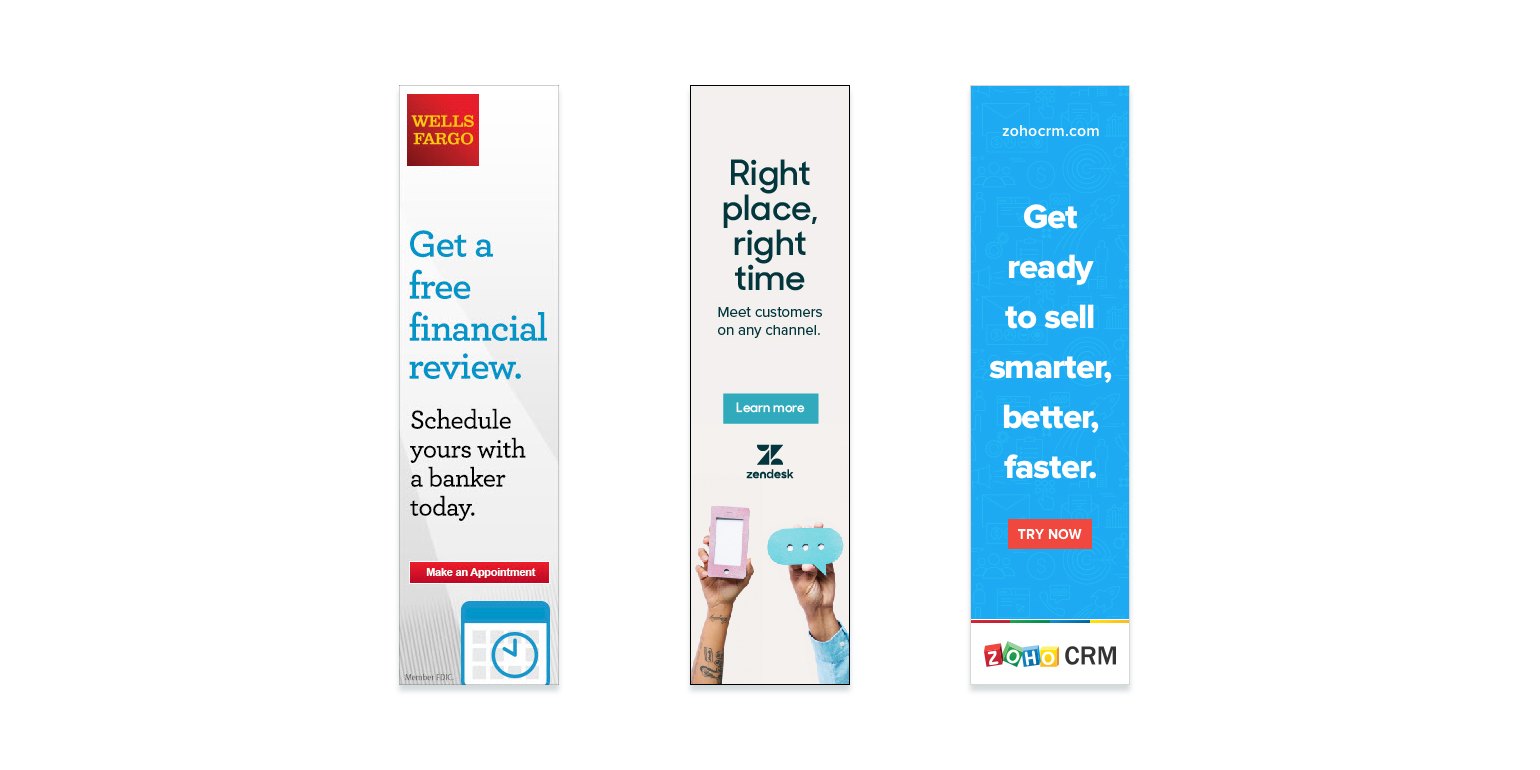 WELLS
FARGO
Get a
free
financial
review.
Schedule
yours with
a banker
today.
Make an Appointment
Member FDIC.
Right
place,
right
time
Meet customers
on any channel.
Learn more
zendesk
zohocrm.com
Get
ready
to sell
smarter,
better,
faster.
TRY NOW
ZOHO CRM